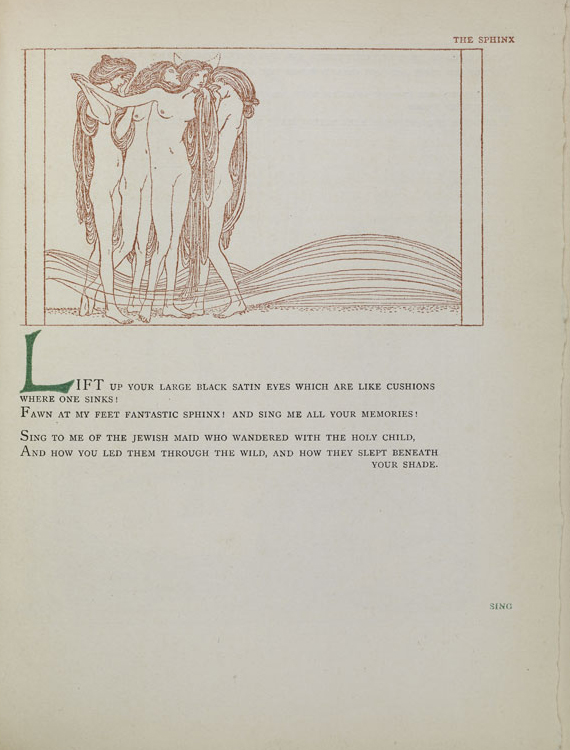 THE SPHINX
LIFT UP YOUR LARGE BLACK SATIN EYES WHICH ARE LIKE CUSHIONS
WHERE ONE SINKS!
FAWN AT MY FEET FANTASTIC SPHINX! AND SING ME ALL YOUR MEMORIES!
SING TO ME OF THE JEWISH MAID WHO WANDERED WITH THE HOLY CHILD,
AND HOW YOU LED THEM THROUGH THE WILD, AND HOW THEY SLEPT BENEATH
YOUR SHADE.
SING